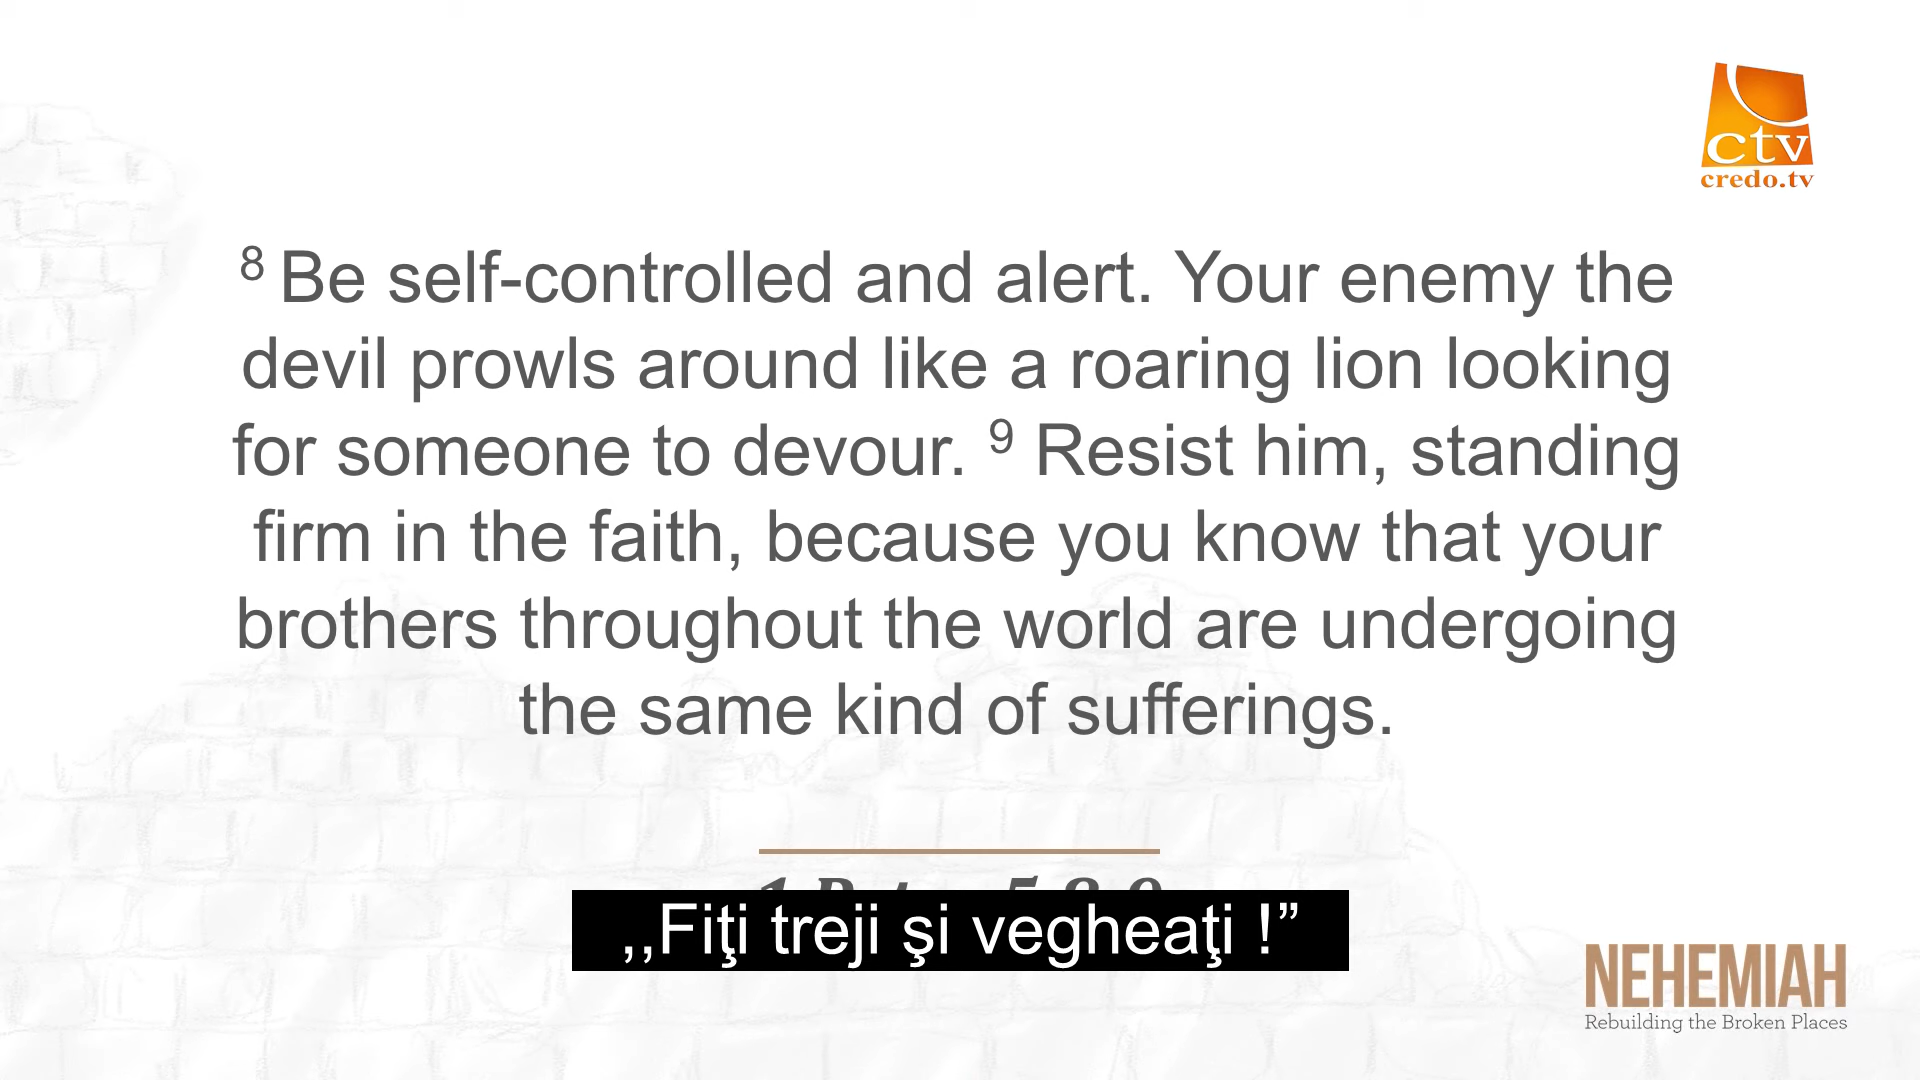 ctv
credo.tv
8 Be self-controlled and alert. Your enemy the
devil prowls around like a roaring lion looking
for someone to devour. 9 Resist him, standing
firm in the faith, because you know that your
brothers throughout the world are undergoing
the same kind of sufferings.
,,Fiţi treji şi vegheaţi !”
NEHEMIAH
Rebuilding the Broken Places